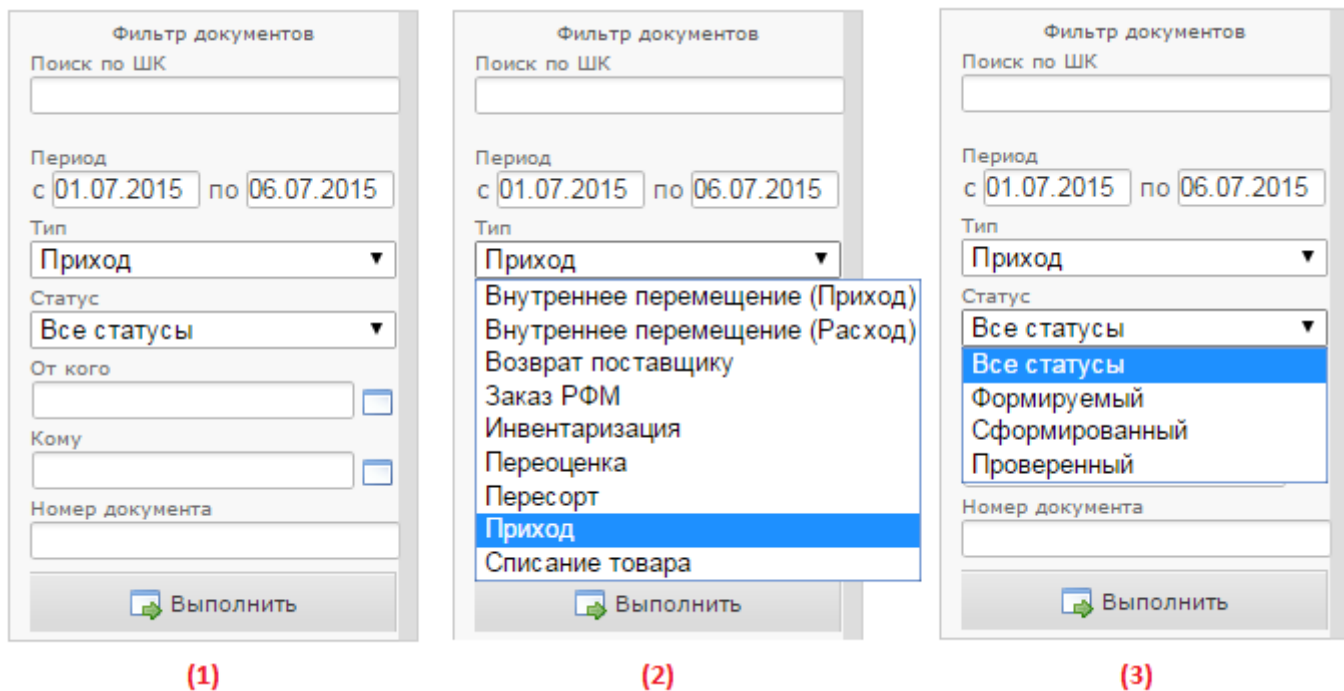 Фильтр документов
Поиск по ШК
Период
с 01.07.2015 по 06.07.2015
Тип
Приход
Статус
Все статусы
От кого
Кому
Номер документа
Выполнить
(1)
Фильтр документов
Поиск по ШК
Период
с 01.07.2015 по 06.07.2015
Тип
Приход
Внутреннее перемещение (Приход)
Внутреннее перемещение (Расход)
Возврат поставщику
Заказ РФМ
Инвентаризация
Переоценка
Пересорт
Приход
Списание товара
Выполнить
(2)
Фильтр документов
Поиск по ШК
Период
с 01.07.2015 по 06.07.2015
Тип
Приход
Статус
Все статусы
Все статусы
Формируемый
Сформированный
Проверенный
Номер документа
Выполнить
(3)